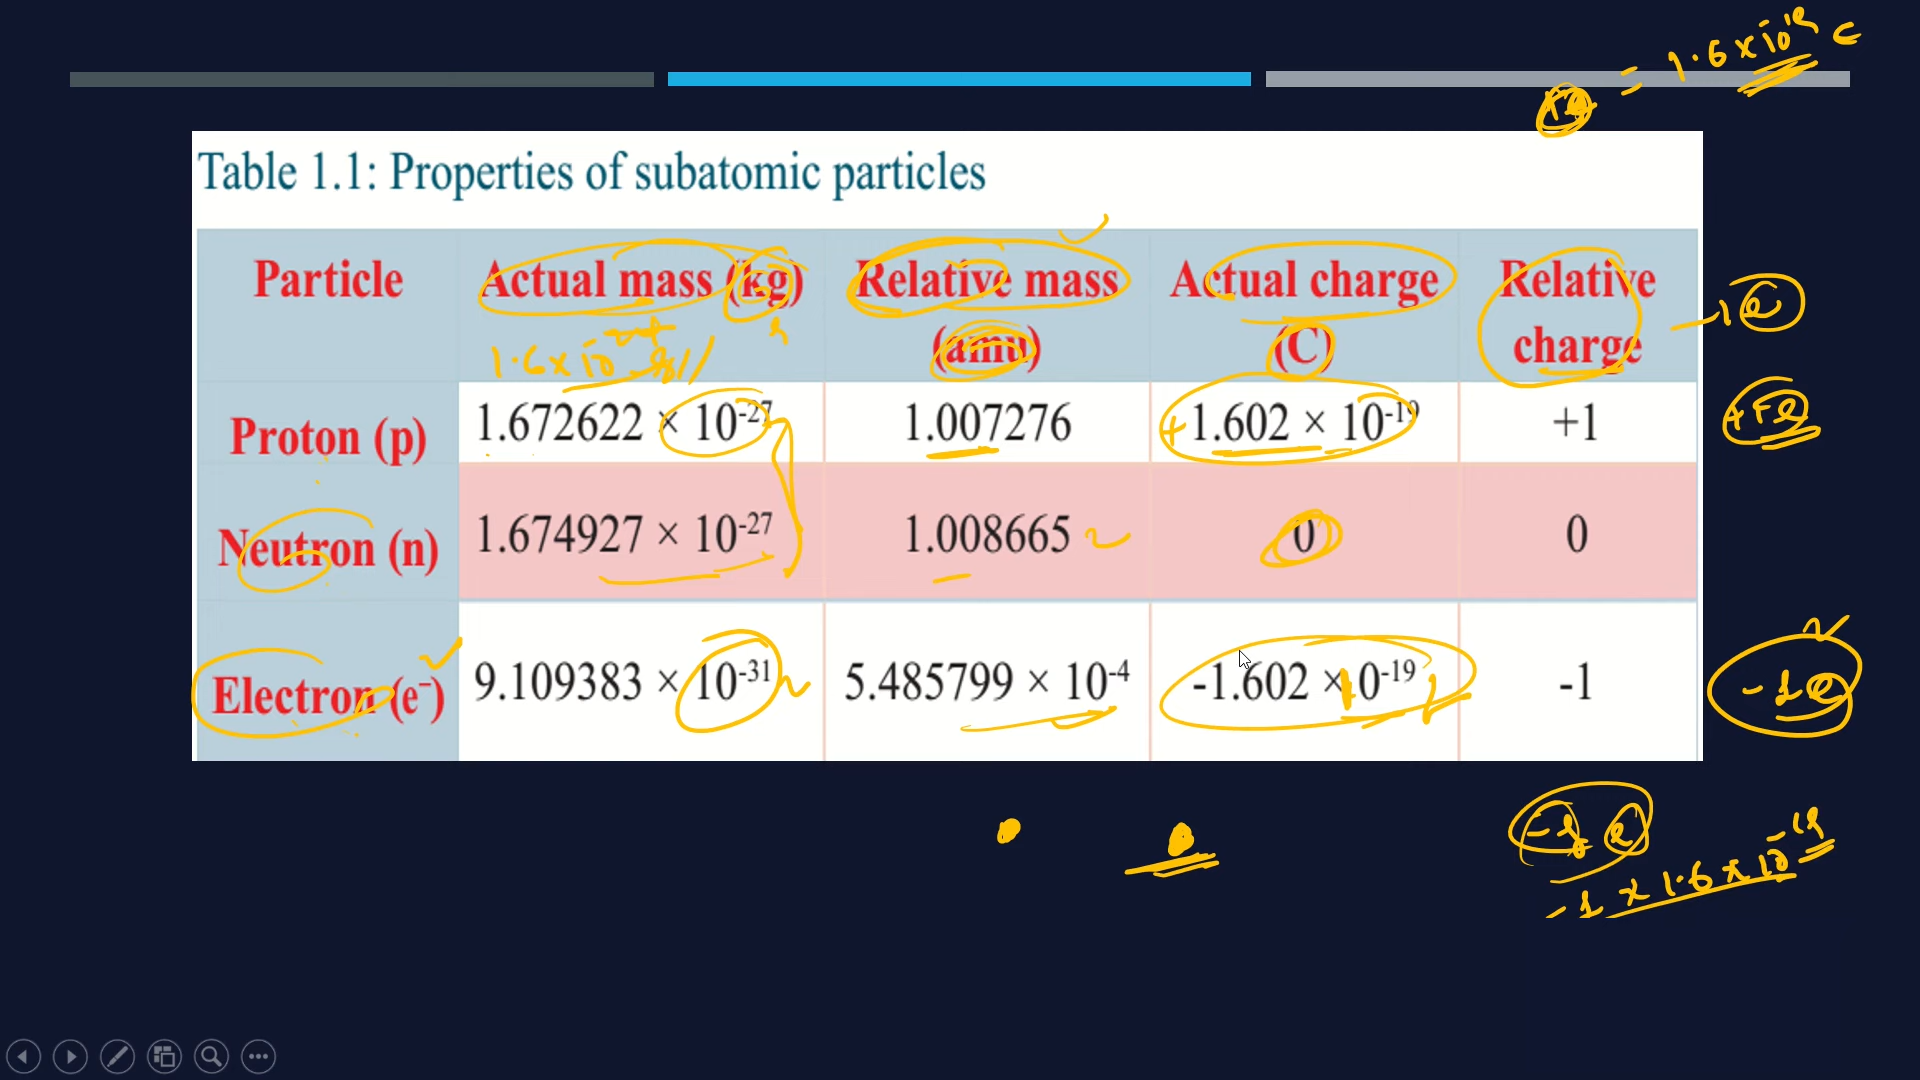 1.6 x 10 19 C
+e =
Table 1.1: Properties of subatomic particles
Particle Actual mass (kg) Relative mass (amu) Actual charge (C) Relative charge
1e
1.6 x 10
Proton (p) 1.672622 × 10-27 1.007276 +1.602 × 10-19 +1
Neutron (n) 1.674927 × 10-27 1.008665 0 0
Electron (e⁻) 9.109383 × 10-31 5.485799 × 10-4 -1.602 ×10-19 -1
-1e
-1 e
-1 x 1.6 x 10-19